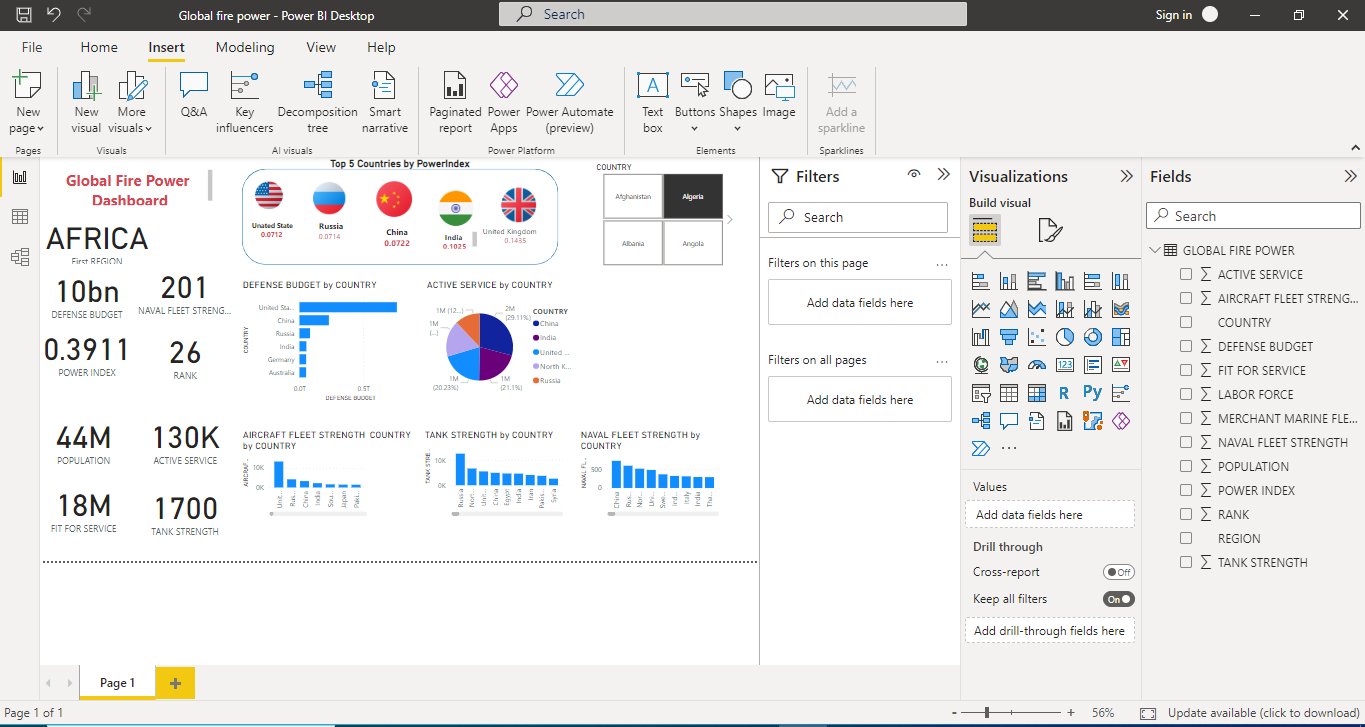 Global fire power - Power BI Desktop
Search
Sign in
File
Home
Insert
Modeling
View
Help
New
page
New
visual
More
visuals
Q&A
Key
influencers
Decomposition
tree
Smart
narrative
Paginated
report
Power
Apps
Power Automate
(preview)
Text
box
Buttons
Shapes
Image
Add a
sparkline
Pages
Visuals
AI visuals
Power Platform
Elements
Sparklines
Global Fire Power
Dashboard
AFRICA
First REGION
10bn
DEFENSE BUDGET
201
NAVAL FLEET STRENG...
0.3911
POWER INDEX
26
RANK
44M
POPULATION
130K
ACTIVE SERVICE
18M
FIT FOR SERVICE
1700
TANK STRENGTH
Top 5 Countries by PowerIndex
Unated State
0.0712
Russia
0.0714
China
0.0722
India
0.1025
United Kingdom
0.1435
COUNTRY
Afghanistan
Algeria
Albania
Angola
DEFENSE BUDGET by COUNTRY
COUNTRY
United Sta...
China
Russia
India
Germany
Australia
0.0T
0.5T
DEFENSE BUDGET
ACTIVE SERVICE by COUNTRY
1M (12...)
2M
(29.11%)
1M
(...)
1M
(20.23%)
1M
(21.1%)
COUNTRY
China
India
United ...
North K...
Russia
AIRCRAFT FLEET STRENGTH COUNTRY
by COUNTRY
AIRCRAF...
10K
0K
Unit...
Rus...
China
India
Sou...
Japan
Paki...
TANK STRENGTH by COUNTRY
TANK STRE...
10K
0K
Russia
Nort...
Unit...
China
Egypt
India
Iran
Pakis...
Syria
NAVAL FLEET STRENGTH by
COUNTRY
NAVAL FL...
500
0
China
Rus...
Nor...
Uni...
Swe...
Ind...
Italy
India
Tha...
Filters
Search
Filters on this page
...
Add data fields here
Filters on all pages
...
Add data fields here
Visualizations
Build visual
123
R
Py
...
Values
Add data fields here
Drill through
Cross-report
Off
Keep all filters
On
Add drill-through fields here
Fields
Search
GLOBAL FIRE POWER
∑ ACTIVE SERVICE
∑ AIRCRAFT FLEET STRENG...
COUNTRY
∑ DEFENSE BUDGET
∑ FIT FOR SERVICE
∑ LABOR FORCE
∑ MERCHANT MARINE FLE...
∑ NAVAL FLEET STRENGTH
∑ POPULATION
∑ POWER INDEX
∑ RANK
REGION
∑ TANK STRENGTH
Page 1
+
Page 1 of 1
- + 56%
Update available (click to download)